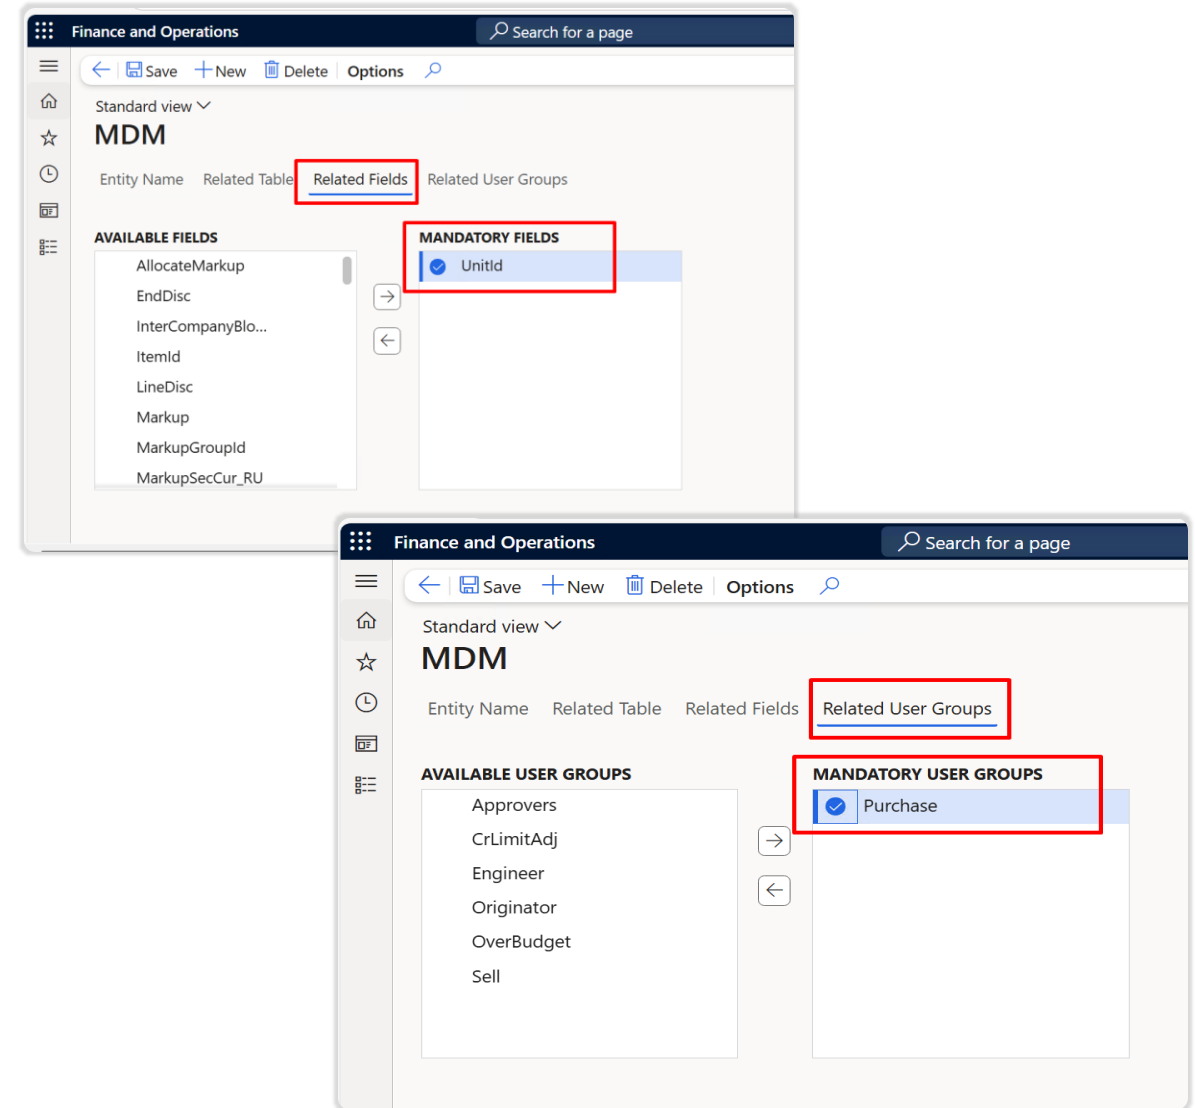 Finance and Operations
Search for a page
Save
New
Delete
Options
Standard view
MDM
Entity Name
Related Table
Related Fields
Related User Groups
AVAILABLE FIELDS
AllocateMarkup
EndDisc
InterCompanyBlo...
ItemId
LineDisc
Markup
MarkupGroupId
MarkupSecCur_RU
MANDATORY FIELDS
UnitId
Finance and Operations
Search for a page
Save
New
Delete
Options
Standard view
MDM
Entity Name
Related Table
Related Fields
Related User Groups
AVAILABLE USER GROUPS
Approvers
CrLimitAdj
Engineer
Originator
OverBudget
Sell
MANDATORY USER GROUPS
Purchase